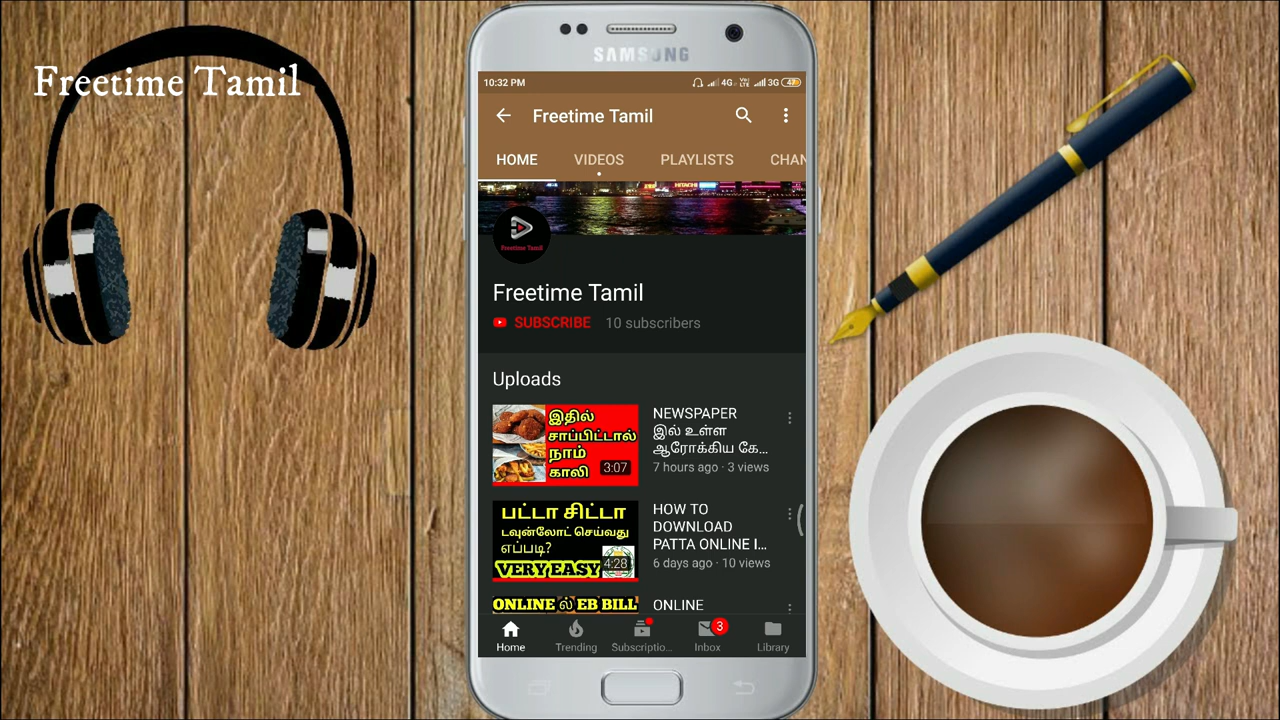 Freetime Tamil
SAMSUNG
10:32 PM
4G
VoLTE
3G
42
Freetime Tamil
HOME
VIDEOS
PLAYLISTS
CHAN
HITACHI
Freetime Tamil
Freetime Tamil
SUBSCRIBE
10 subscribers
Uploads
இதில்
சாப்பிட்டால்
நாம்
காலி
3:07
NEWSPAPER
இல் உள்ள
ஆரோக்கிய கே...
7 hours ago · 3 views
பட்டா சிட்டா
டவுன்லோட் செய்வது
எப்படி?
VERY EASY
4:28
HOW TO
DOWNLOAD
PATTA ONLINE I...
6 days ago · 10 views
ONLINE ல் EB BILL
ONLINE
Home
Trending
Subscriptio...
3
Inbox
Library